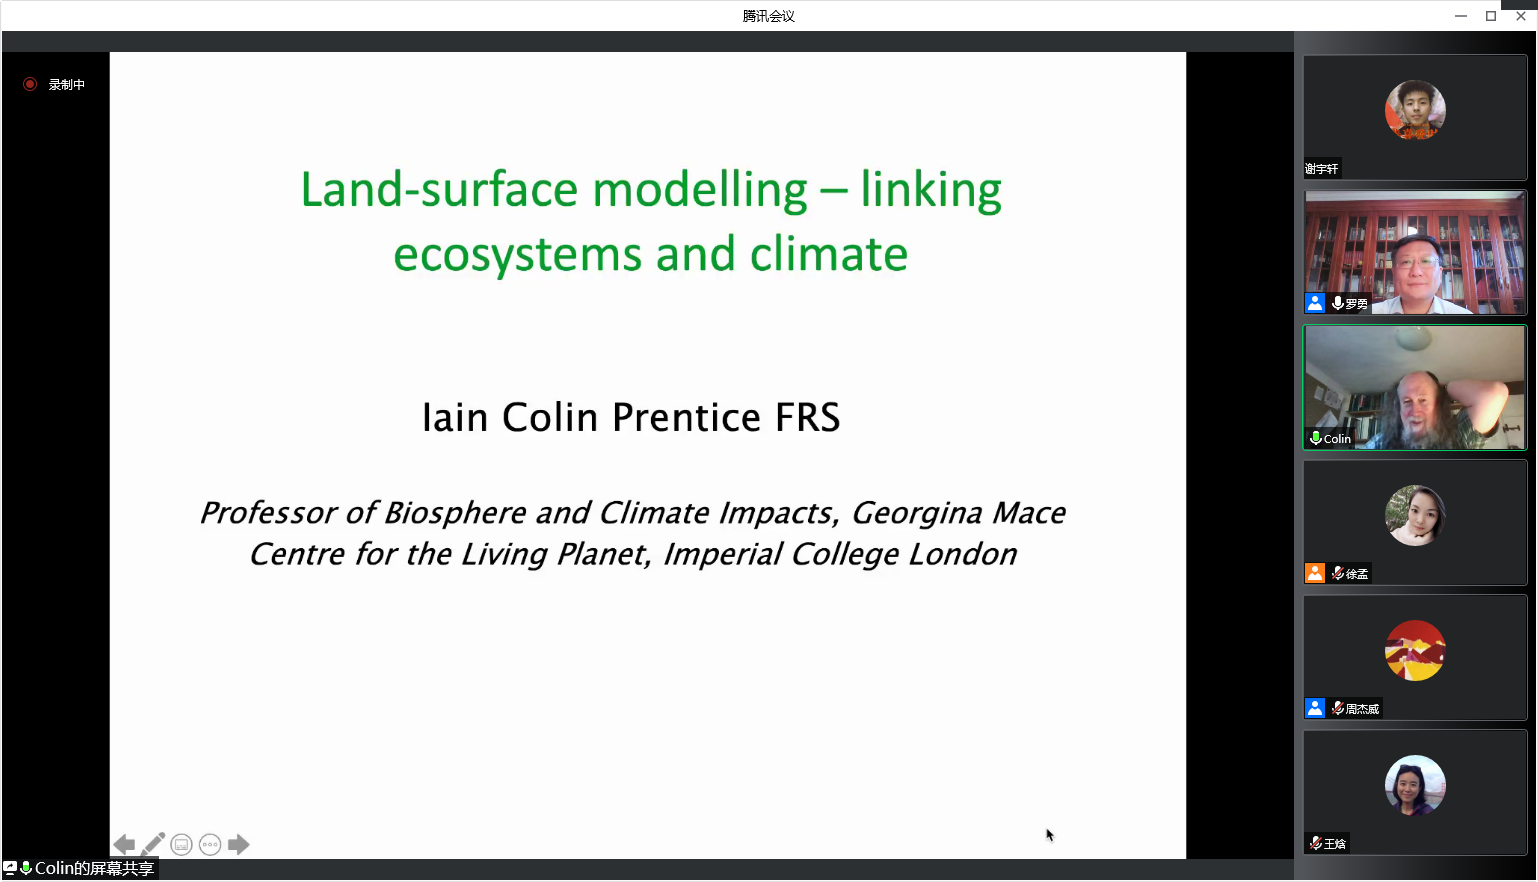 腾讯会议
录制中
Land-surface modelling – linking
ecosystems and climate
Iain Colin Prentice FRS
Professor of Biosphere and Climate Impacts, Georgina Mace
Centre for the Living Planet, Imperial College London
Colin的屏幕共享
谢宇轩
罗勇
Colin
徐孟
周杰威
王焓